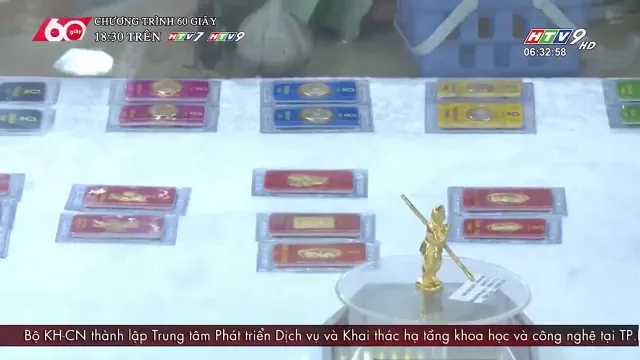 60 giây
CHƯƠNG TRÌNH 60 GIÂY
18:30 TRÊN HTV7 HTV9
HTV9 HD
06:32:58
Bộ KH-CN thành lập Trung tâm Phát triển Dịch vụ và Khai thác hạ tầng khoa học và công nghệ tại TP.